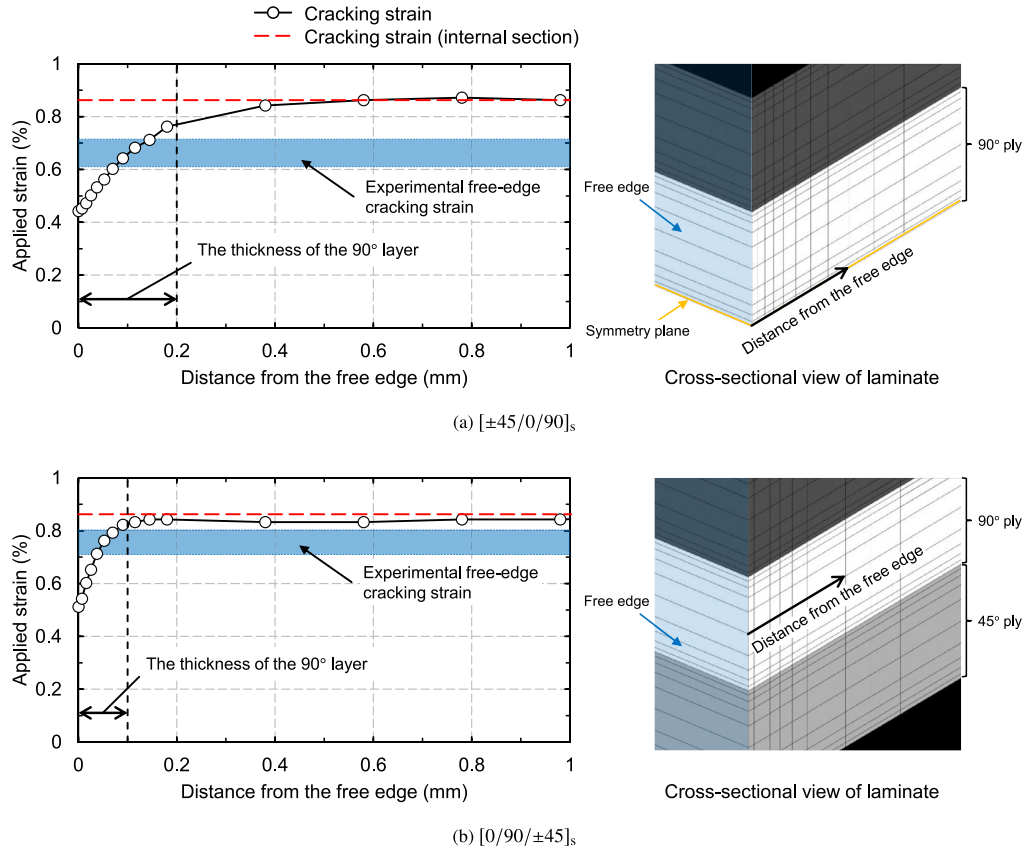 Cracking strain
Cracking strain (internal section)
1
0.8
0.6
0.4
0.2
0
Applied strain (%)
Experimental free-edge
cracking strain
The thickness of the 90° layer
0
0.2
0.4
0.6
0.8
1
Distance from the free edge (mm)
Free edge
90° ply
Distance from the free edge
Symmetry plane
Cross-sectional view of laminate
(a) [±45/0/90]s
1
0.8
0.6
0.4
0.2
0
Applied strain (%)
Experimental free-edge
cracking strain
The thickness of the 90° layer
0
0.2
0.4
0.6
0.8
1
Distance from the free edge (mm)
90° ply
Distance from the free edge
Free edge
45° ply
Cross-sectional view of laminate
(b) [0/90/±45]s